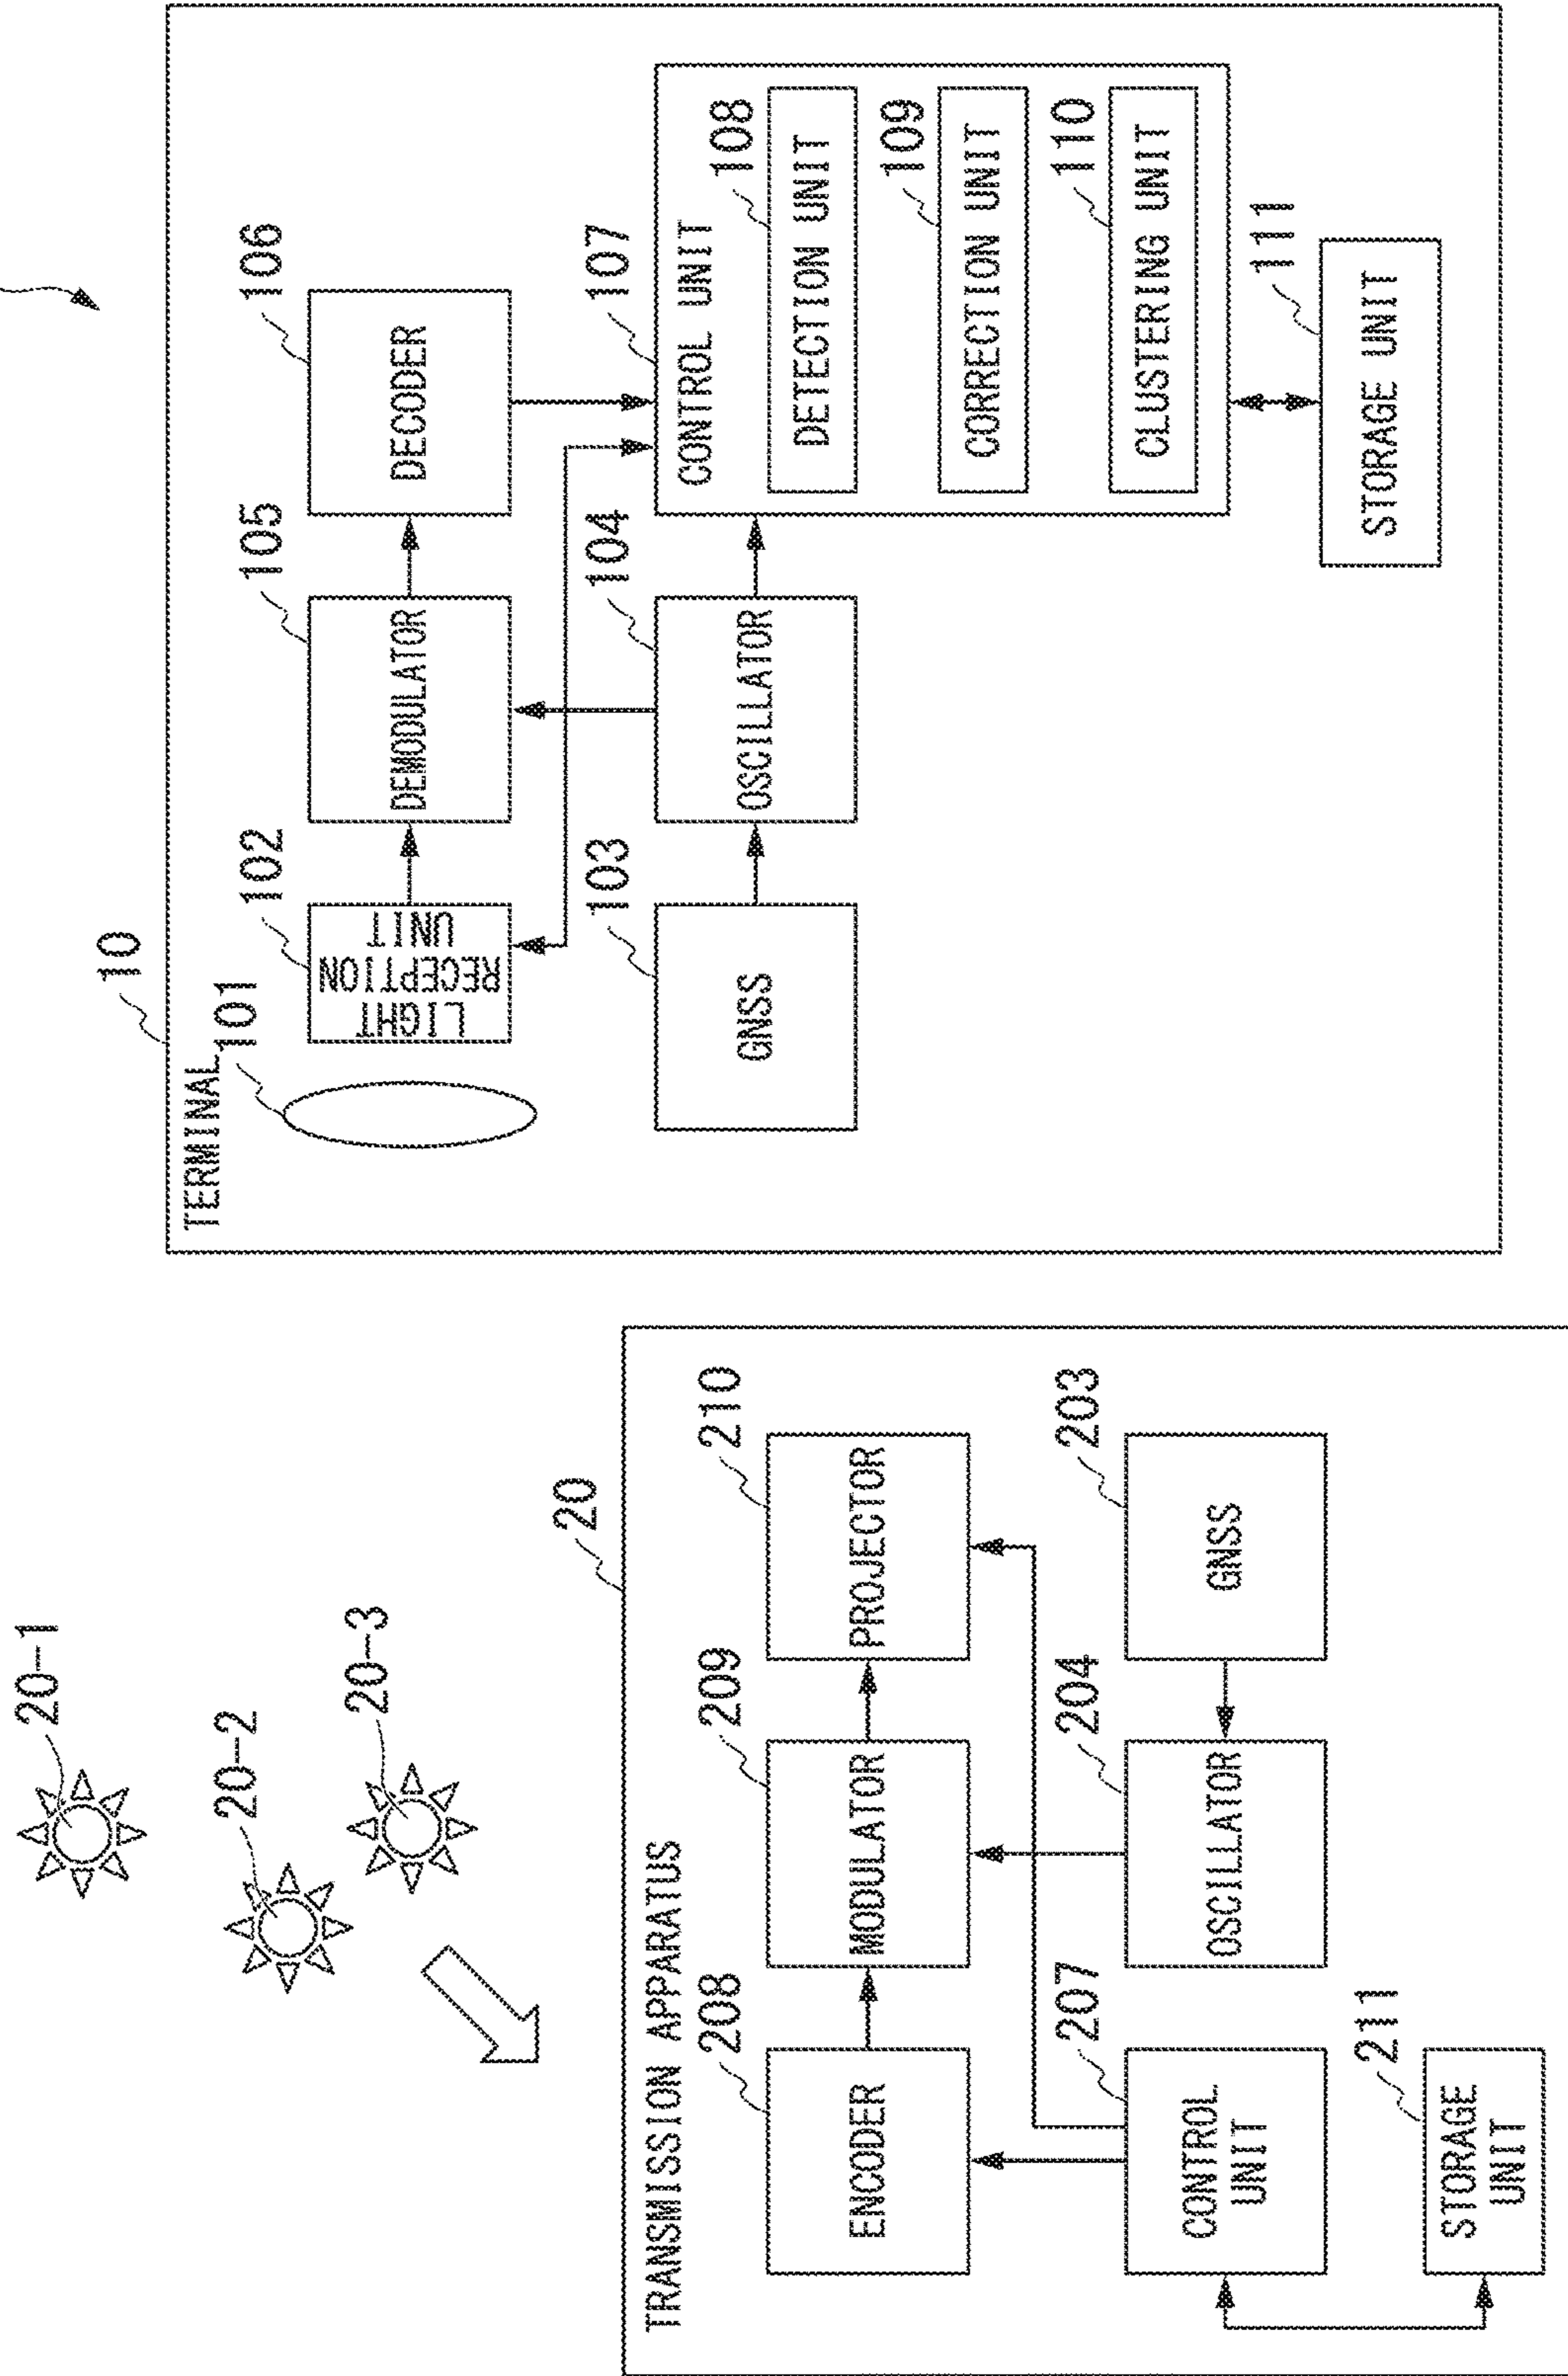 20-1
20-2
20-3
20
TRANSMISSION APPARATUS
208
209
210
ENCODER
MODULATOR
PROJECTOR
207
204
203
CONTROL
UNIT
OSCILLATOR
GNSS
211
STORAGE
UNIT
10
TERMINAL
101
102
105
106
LIGHT
RECEPTION
UNIT
DEMODULATOR
DECODER
103
104
107
GNSS
OSCILLATOR
CONTROL UNIT
108
DETECTION UNIT
109
CORRECTION UNIT
110
CLUSTERING UNIT
111
STORAGE UNIT